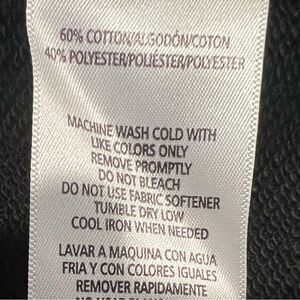 60% COTTON/ALGODÓN/COTON
40% POLYESTER/POLIÉSTER/POLYESTER
MACHINE WASH COLD WITH
LIKE COLORS ONLY
REMOVE PROMPTLY
DO NOT BLEACH
DO NOT USE FABRIC SOFTENER
TUMBLE DRY LOW
COOL IRON WHEN NEEDED
LAVAR A MAQUINA CON AGUA
FRIA Y CON COLORES IGUALES
REMOVER RAPIDAMENTE
NO USAR